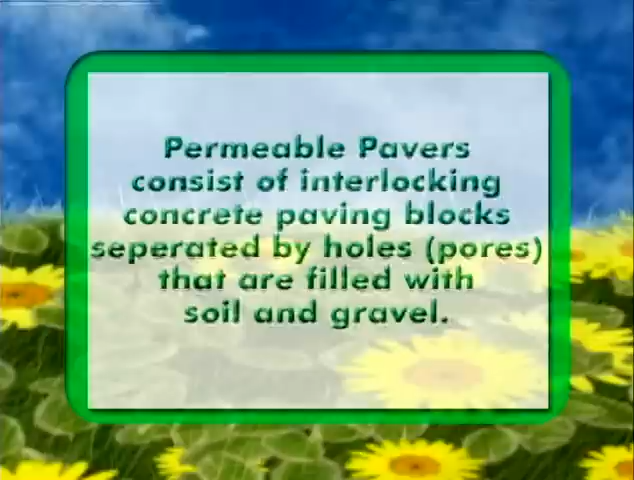 Permeable Pavers
consist of interlocking
concrete paving blocks
seperated by holes (pores)
that are filled with
soil and gravel.